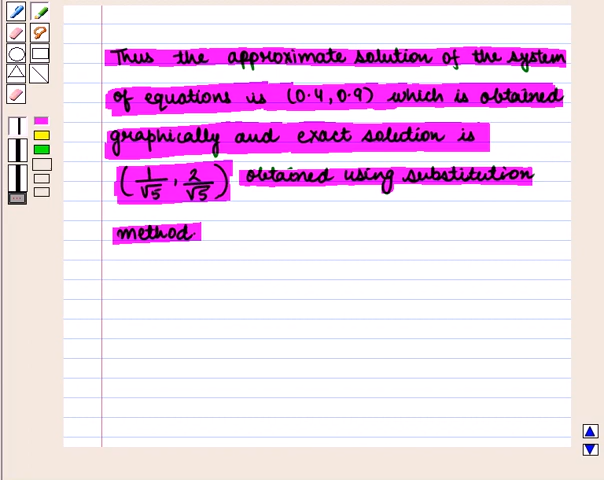 Thus the approximate solution of the system
of equations is (0.4, 0.9) which is obtained
graphically and exact solution is
(1/√5, 2/√5) obtained using substitution
method.